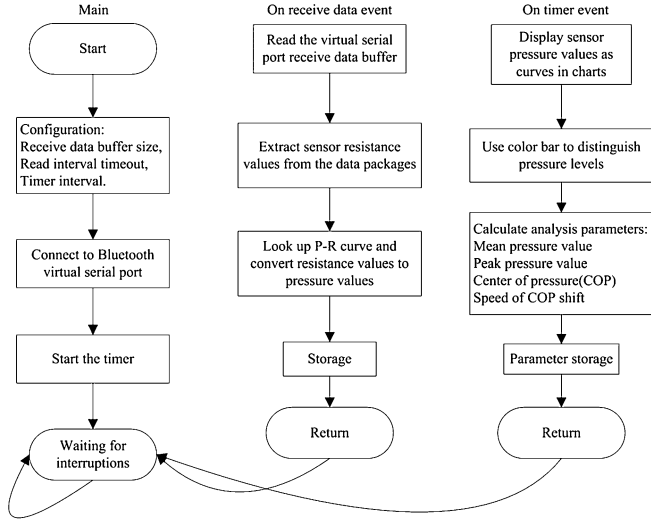 Main
Start
Configuration:
Receive data buffer size,
Read interval timeout,
Timer interval.
Connect to Bluetooth
virtual serial port
Start the timer
Waiting for
interruptions
On receive data event
Read the virtual serial
port receive data buffer
Extract sensor resistance
values from the data packages
Look up P-R curve and
convert resistance values to
pressure values
Storage
Return
On timer event
Display sensor
pressure values as
curves in charts
Use color bar to distinguish
pressure levels
Calculate analysis parameters:
Mean pressure value
Peak pressure value
Center of pressure(COP)
Speed of COP shift
Parameter storage
Return